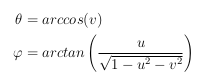 θ = arccos(v)
φ = arctan(u / √(1 − u² − v²))